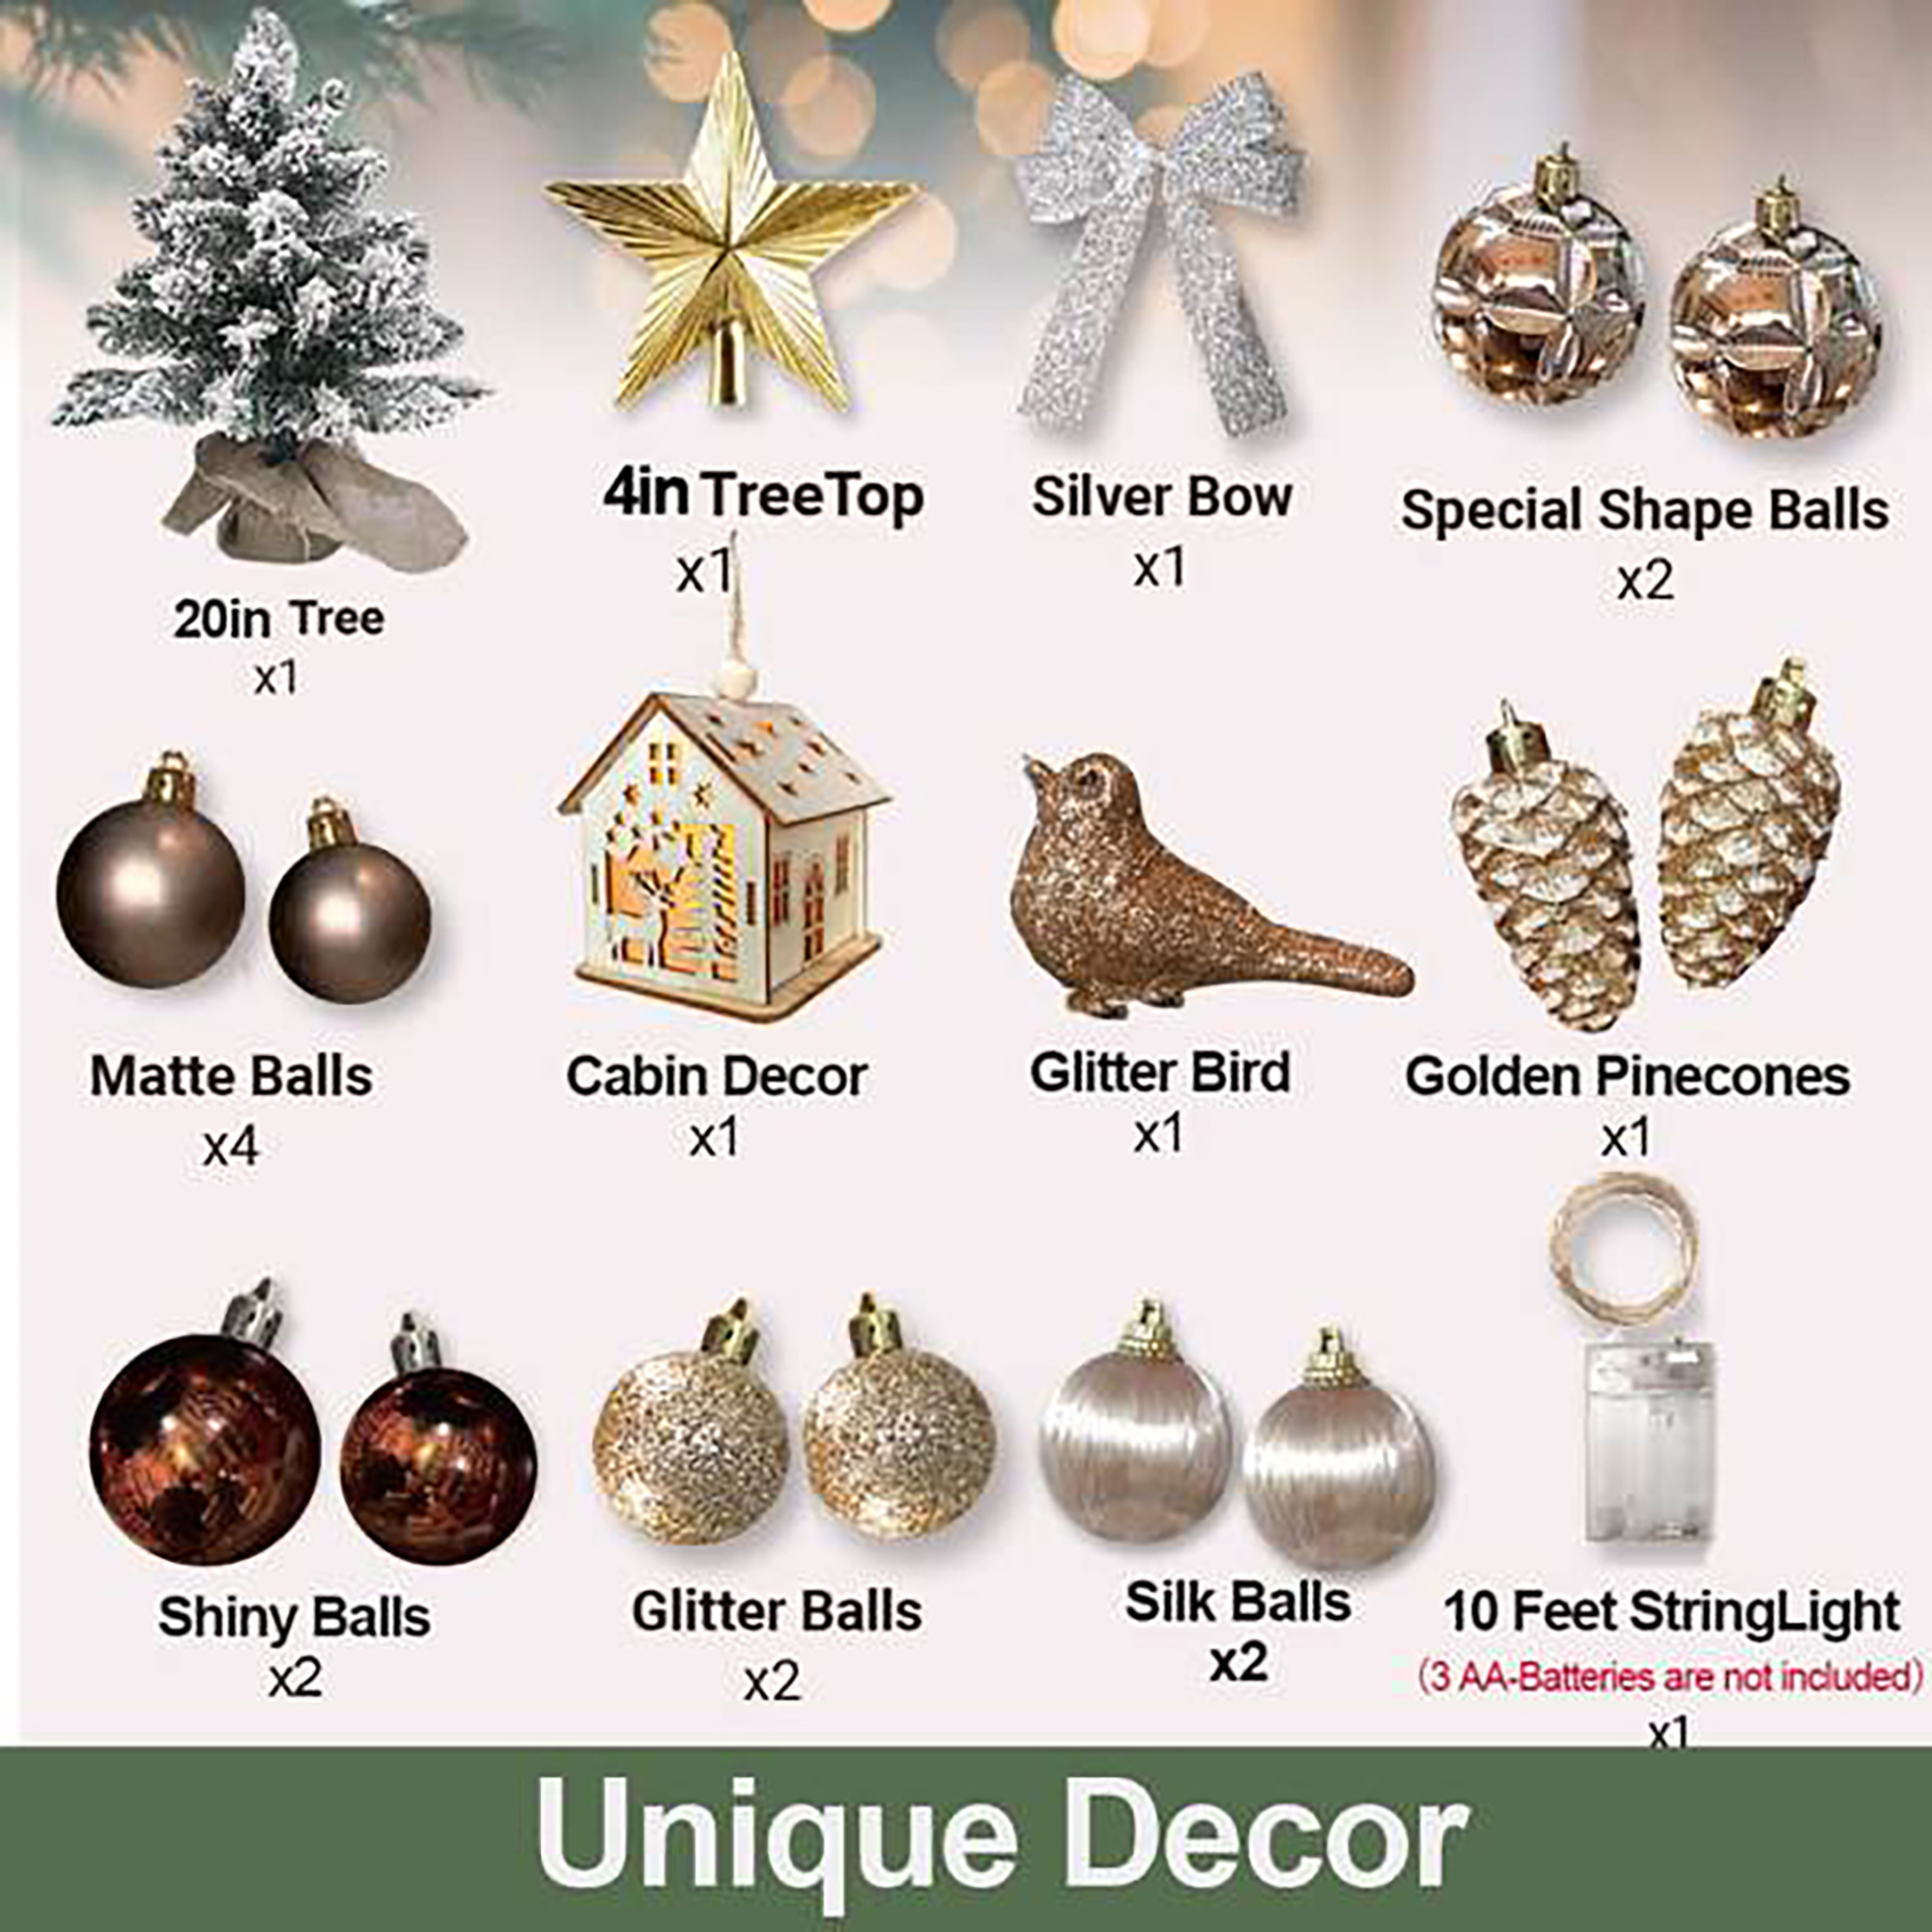 20in Tree
x1
4in TreeTop
x1
Silver Bow
x1
Special Shape Balls
x2
Matte Balls
x4
Cabin Decor
x1
Glitter Bird
x1
Golden Pinecones
x1
Shiny Balls
x2
Glitter Balls
x2
Silk Balls
x2
10 Feet StringLight
(3 AA-Batteries are not included)
x1
Unique Decor